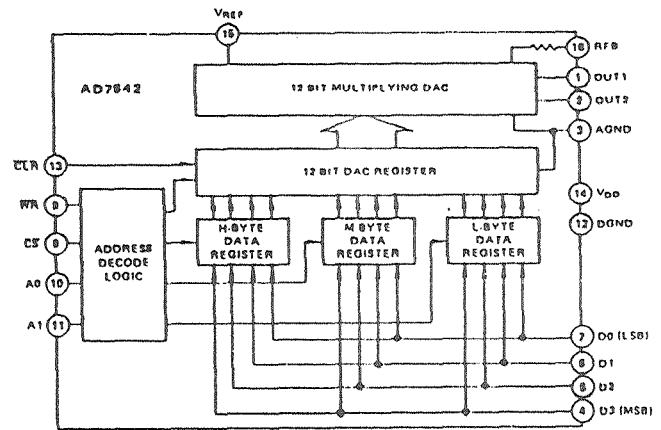 VREF
15
16 RFB
AD7542
12 BIT MULTIPLYING DAC
1 OUT1
2 OUT2
3 AGND
CLR 13
12 BIT DAC REGISTER
14 VDD
WR 9
12 DGND
CS 8
ADDRESS
DECODE
LOGIC
H-BYTE
DATA
REGISTER
M-BYTE
DATA
REGISTER
L-BYTE
DATA
REGISTER
A0 10
A1 11
7 D0 (LSB)
6 D1
5 D2
4 D3 (MSB)